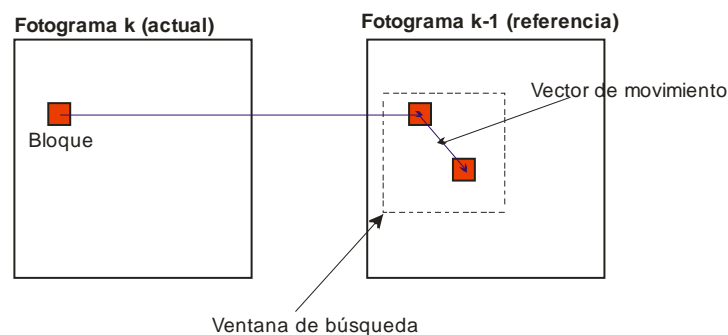 Fotograma k (actual)
Fotograma k-1 (referencia)
Vector de movimiento
Bloque
Ventana de búsqueda